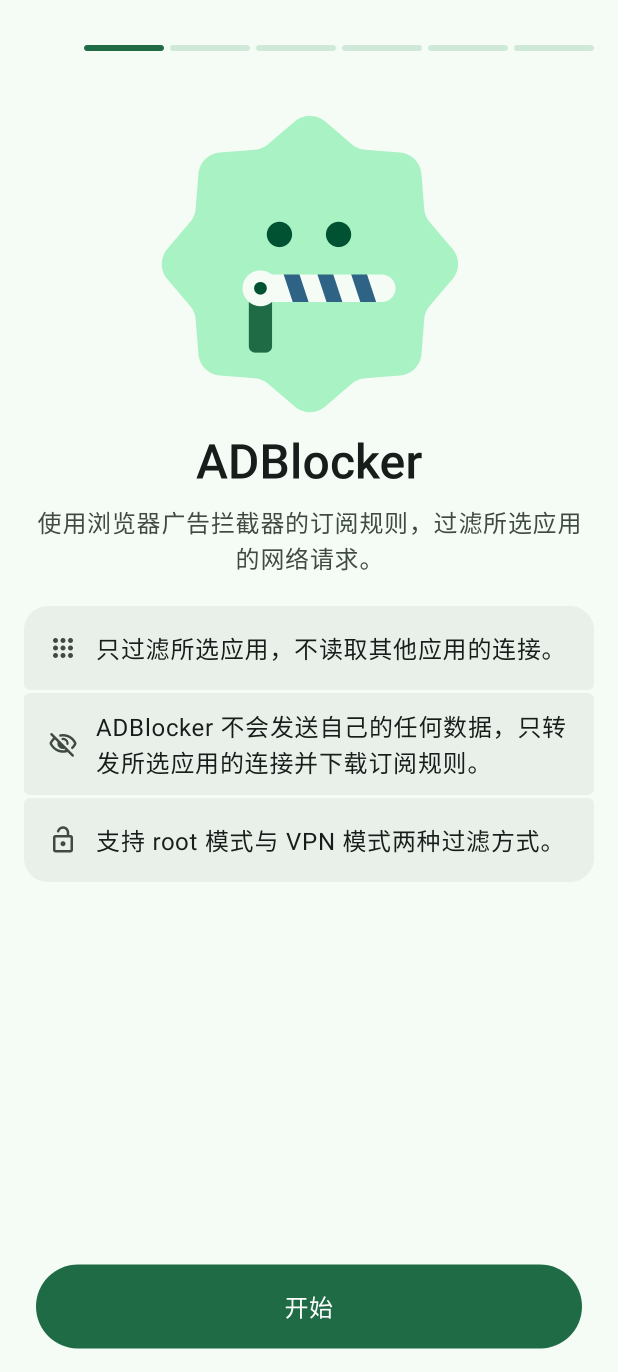 ADBlocker
使用浏览器广告拦截器的订阅规则，过滤所选应用
的网络请求。
只过滤所选应用，不读取其他应用的连接。
ADBlocker 不会发送自己的任何数据，只转
发所选应用的连接并下载订阅规则。
支持 root 模式与 VPN 模式两种过滤方式。
开始